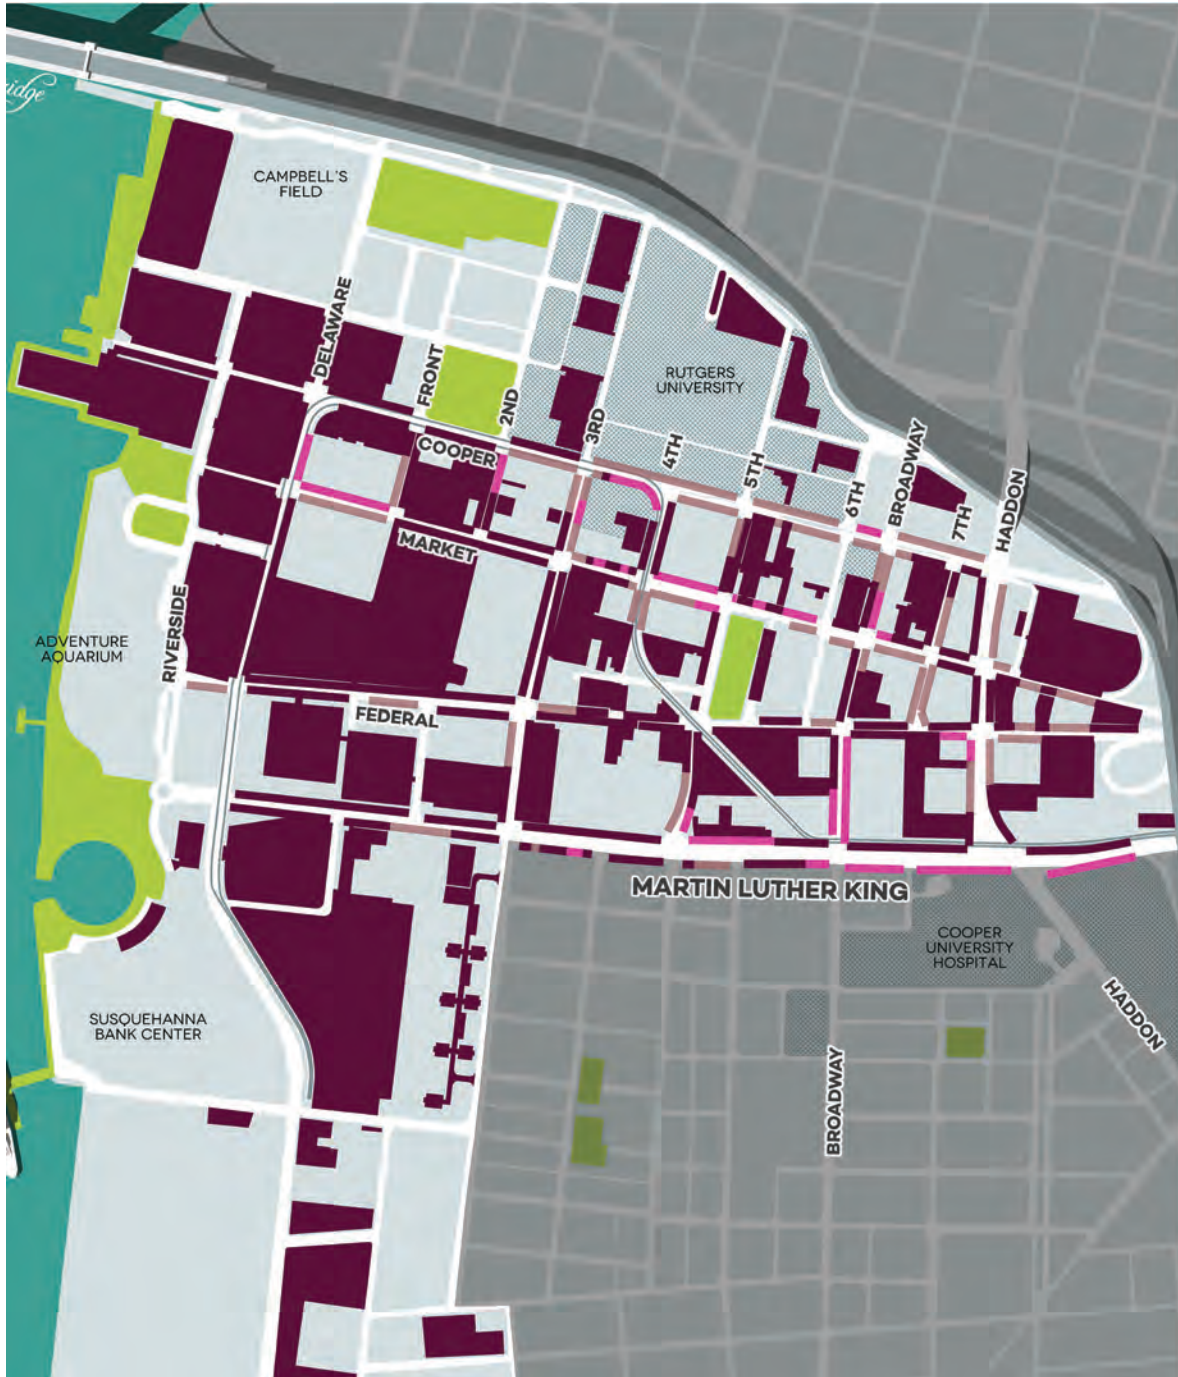 idge
CAMPBELL'S
FIELD
DELAWARE
FRONT
2ND
3RD
RUTGERS
UNIVERSITY
COOPER
4TH
5TH
6TH
BROADWAY
7TH
HADDON
MARKET
ADVENTURE
AQUARIUM
RIVERSIDE
FEDERAL
MARTIN LUTHER KING
COOPER
UNIVERSITY
HOSPITAL
HADDON
SUSQUEHANNA
BANK CENTER
BROADWAY